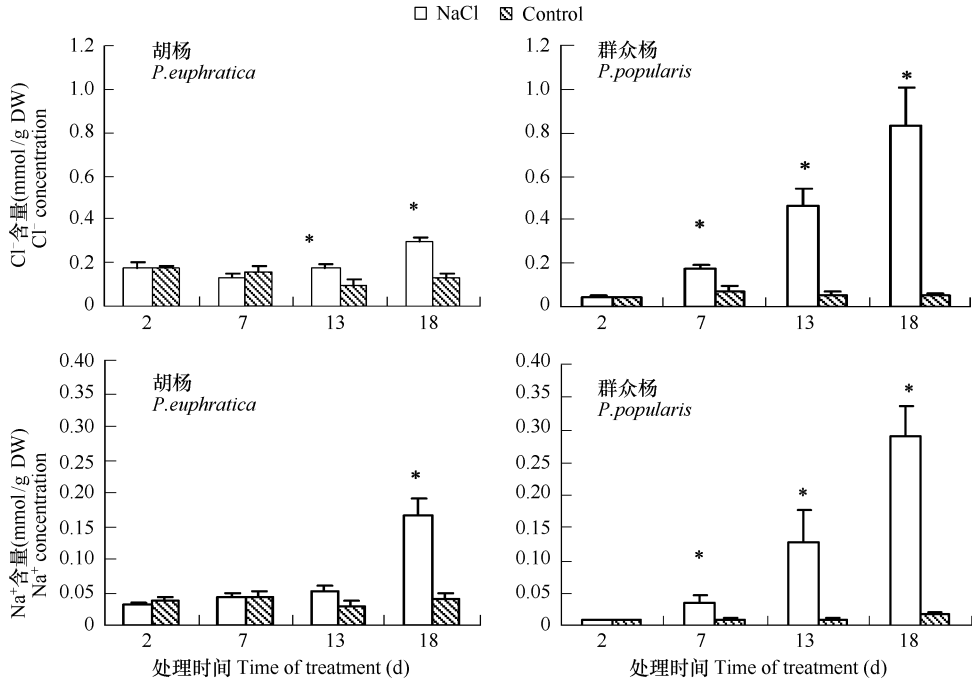 NaCl Control
1.2
1.0
0.8
0.6
0.4
0.2
0
胡杨
P.euphratica
*
*
2 7 13 18
Cl⁻含量(mmol/g DW)
Cl⁻ concentration
1.2
1.0
0.8
0.6
0.4
0.2
0
群众杨
P.popularis
*
*
*
2 7 13 18
0.40
0.35
0.30
0.25
0.20
0.15
0.10
0.05
0
胡杨
P.euphratica
*
2 7 13 18
Na⁺含量(mmol/g DW)
Na⁺ concentration
处理时间 Time of treatment (d)
0.40
0.35
0.30
0.25
0.20
0.15
0.10
0.05
0
群众杨
P.popularis
*
*
*
2 7 13 18
处理时间 Time of treatment (d)